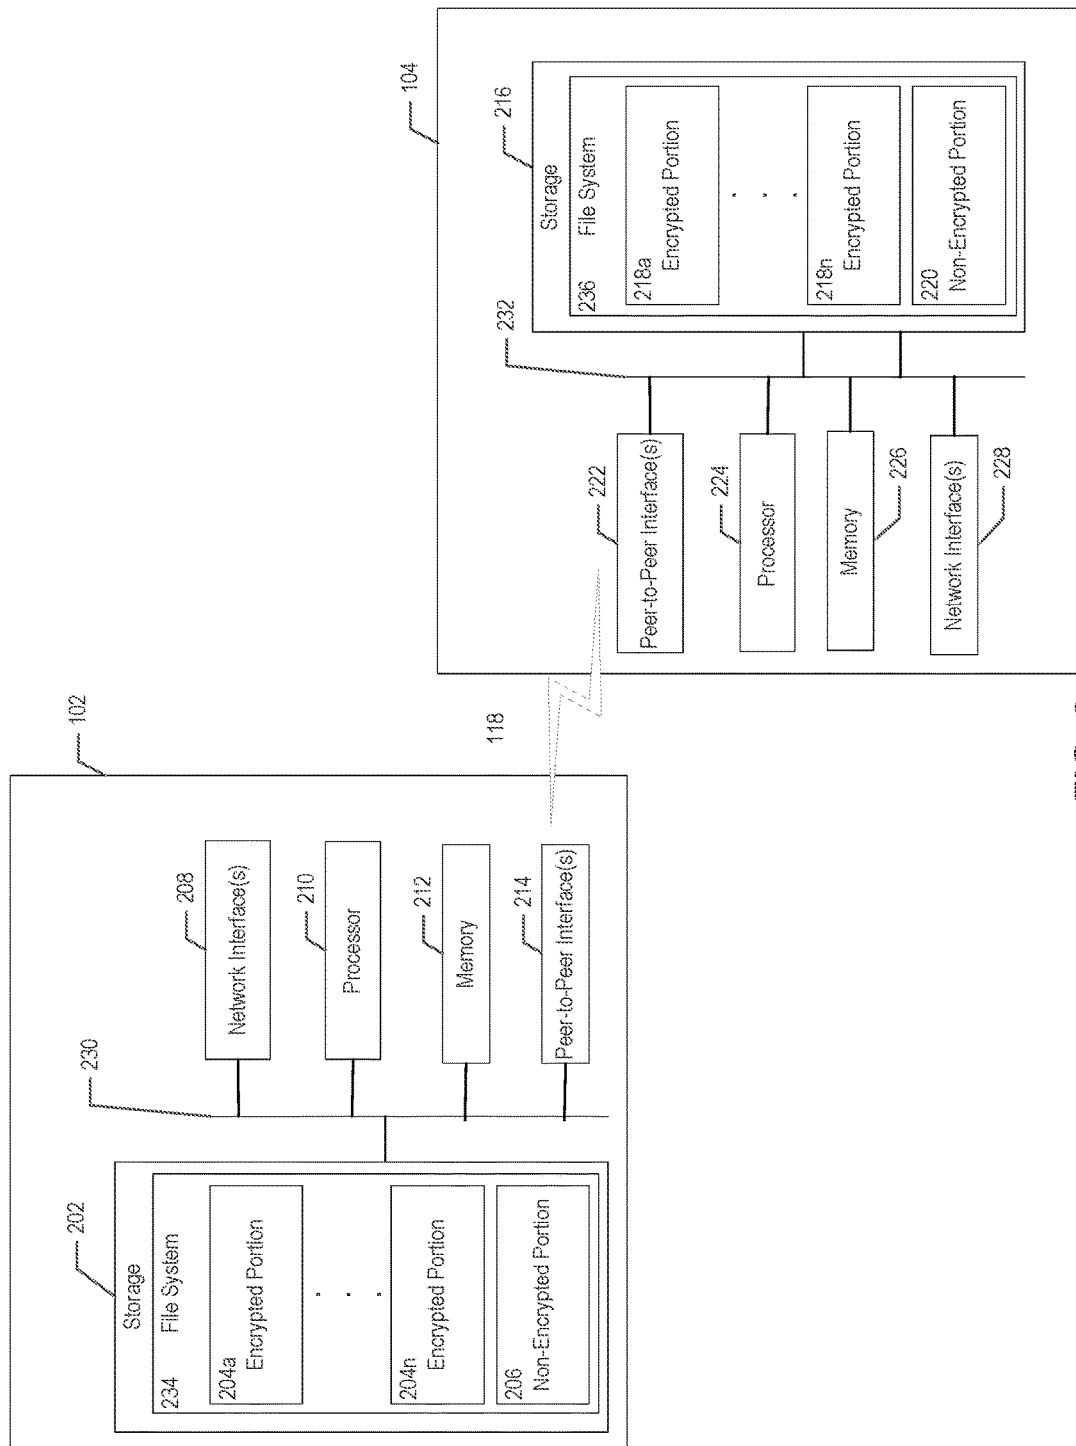 102
202
Storage
234
File System
204a
Encrypted Portion
. . .
204n
Encrypted Portion
206
Non-Encrypted Portion
230
208
Network Interface(s)
210
Processor
212
Memory
214
Peer-to-Peer Interface(s)
118
104
222
Peer-to-Peer Interface(s)
224
Processor
Memory
226
Network Interface(s)
228
232
216
Storage
236
File System
218a
Encrypted Portion
. . .
218n
Encrypted Portion
220
Non-Encrypted Portion